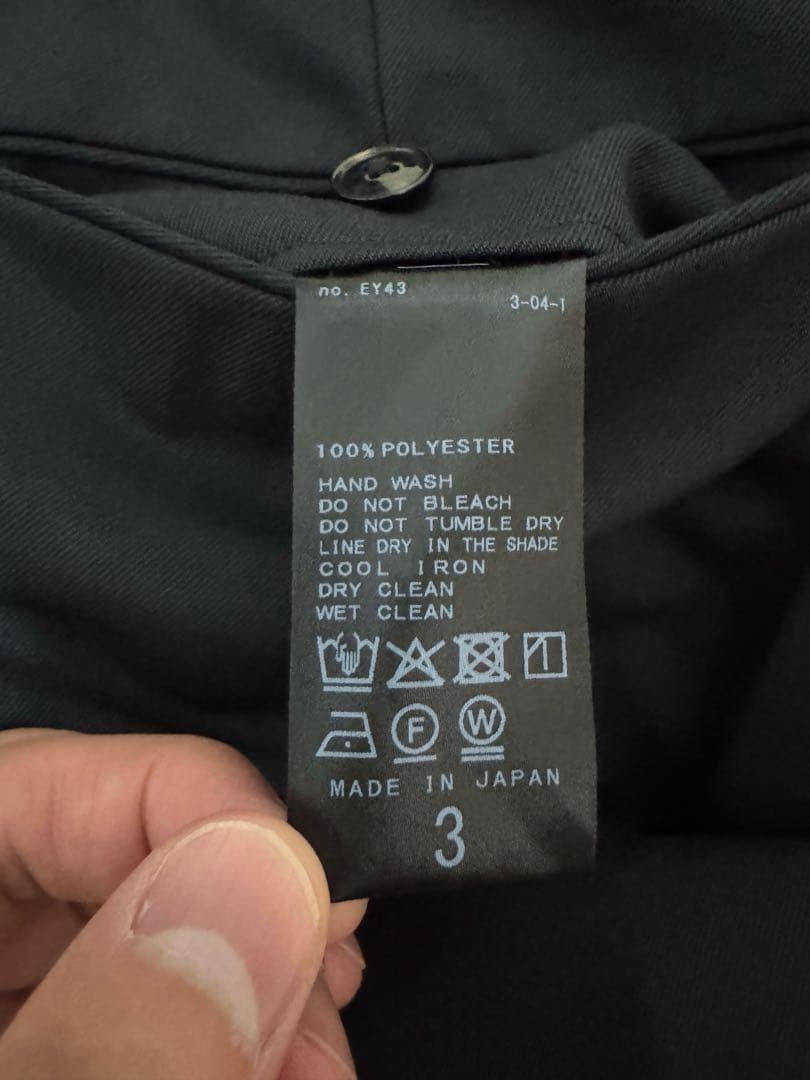 no. EY43
3-04-1
100% POLYESTER
HAND WASH
DO NOT BLEACH
DO NOT TUMBLE DRY
LINE DRY IN THE SHADE
COOL IRON
DRY CLEAN
WET CLEAN
F W
MADE IN JAPAN
3